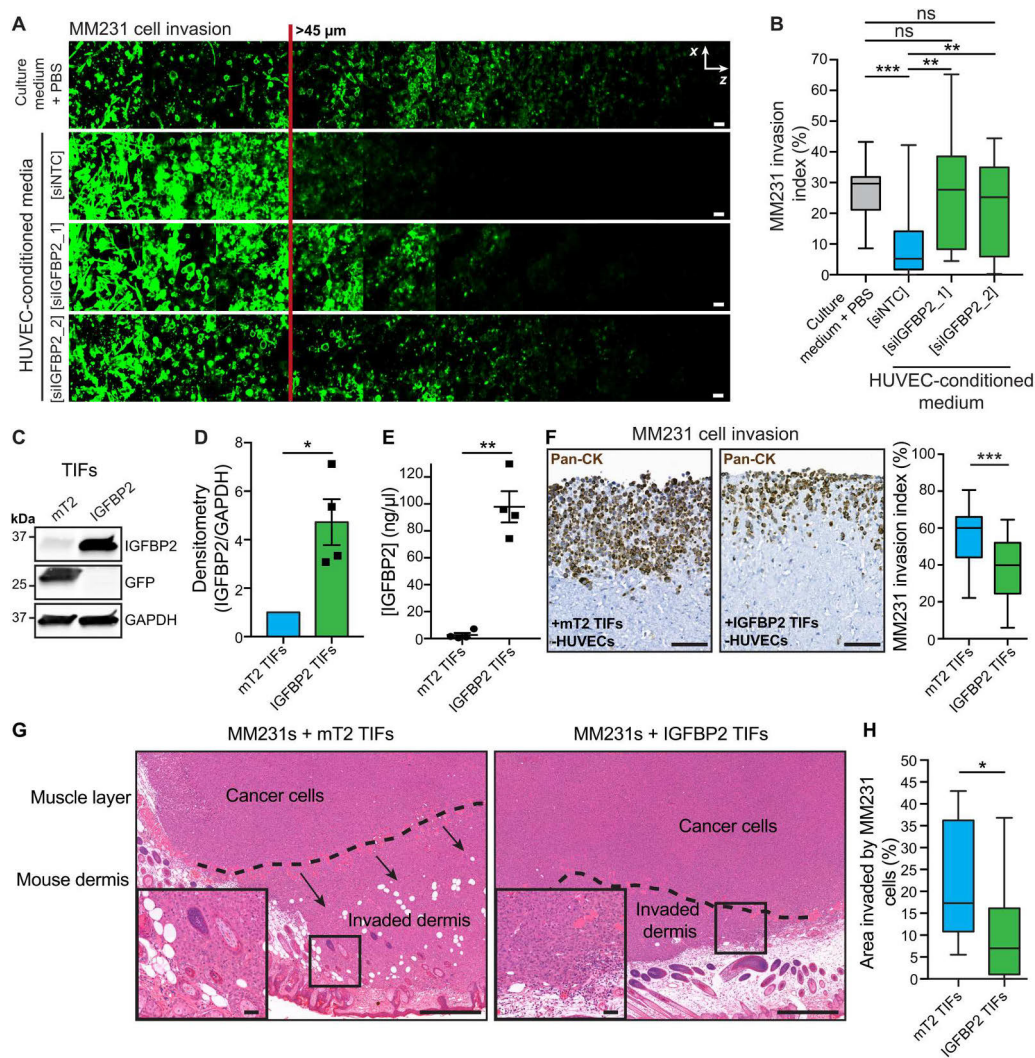 A
MM231 cell invasion
>45 μm
Culture
medium
+ PBS
x
z
HUVEC-conditioned media
[siNTC]
[siIGFBP2_1]
[siIGFBP2_2]
B
ns
ns
**
***
**
MM231 invasion
index (%)
70
60
50
40
30
20
10
0
Culture
medium + PBS
[siNTC]
[siIGFBP2_1]
[siIGFBP2_2]
HUVEC-conditioned
medium
C
TIFs
mT2
IGFBP2
kDa
37
IGFBP2
25
GFP
37
GAPDH
D
Densitometry
(IGFBP2/GAPDH)
*
8
6
4
2
0
mT2 TIFs
IGFBP2 TIFs
E
[IGFBP2] (ng/μl)
**
120
100
80
60
40
20
0
mT2 TIFs
IGFBP2 TIFs
F
MM231 cell invasion
Pan-CK
+mT2 TIFs
-HUVECs
Pan-CK
+IGFBP2 TIFs
-HUVECs
MM231 invasion index (%)
***
100
80
60
40
20
0
mT2 TIFs
IGFBP2 TIFs
G
MM231s + mT2 TIFs
MM231s + IGFBP2 TIFs
Muscle layer
Mouse dermis
Cancer cells
Invaded dermis
Cancer cells
Invaded
dermis
H
Area invaded by MM231
cells (%)
*
50
45
40
35
30
25
20
15
10
5
0
mT2 TIFs
IGFBP2 TIFs